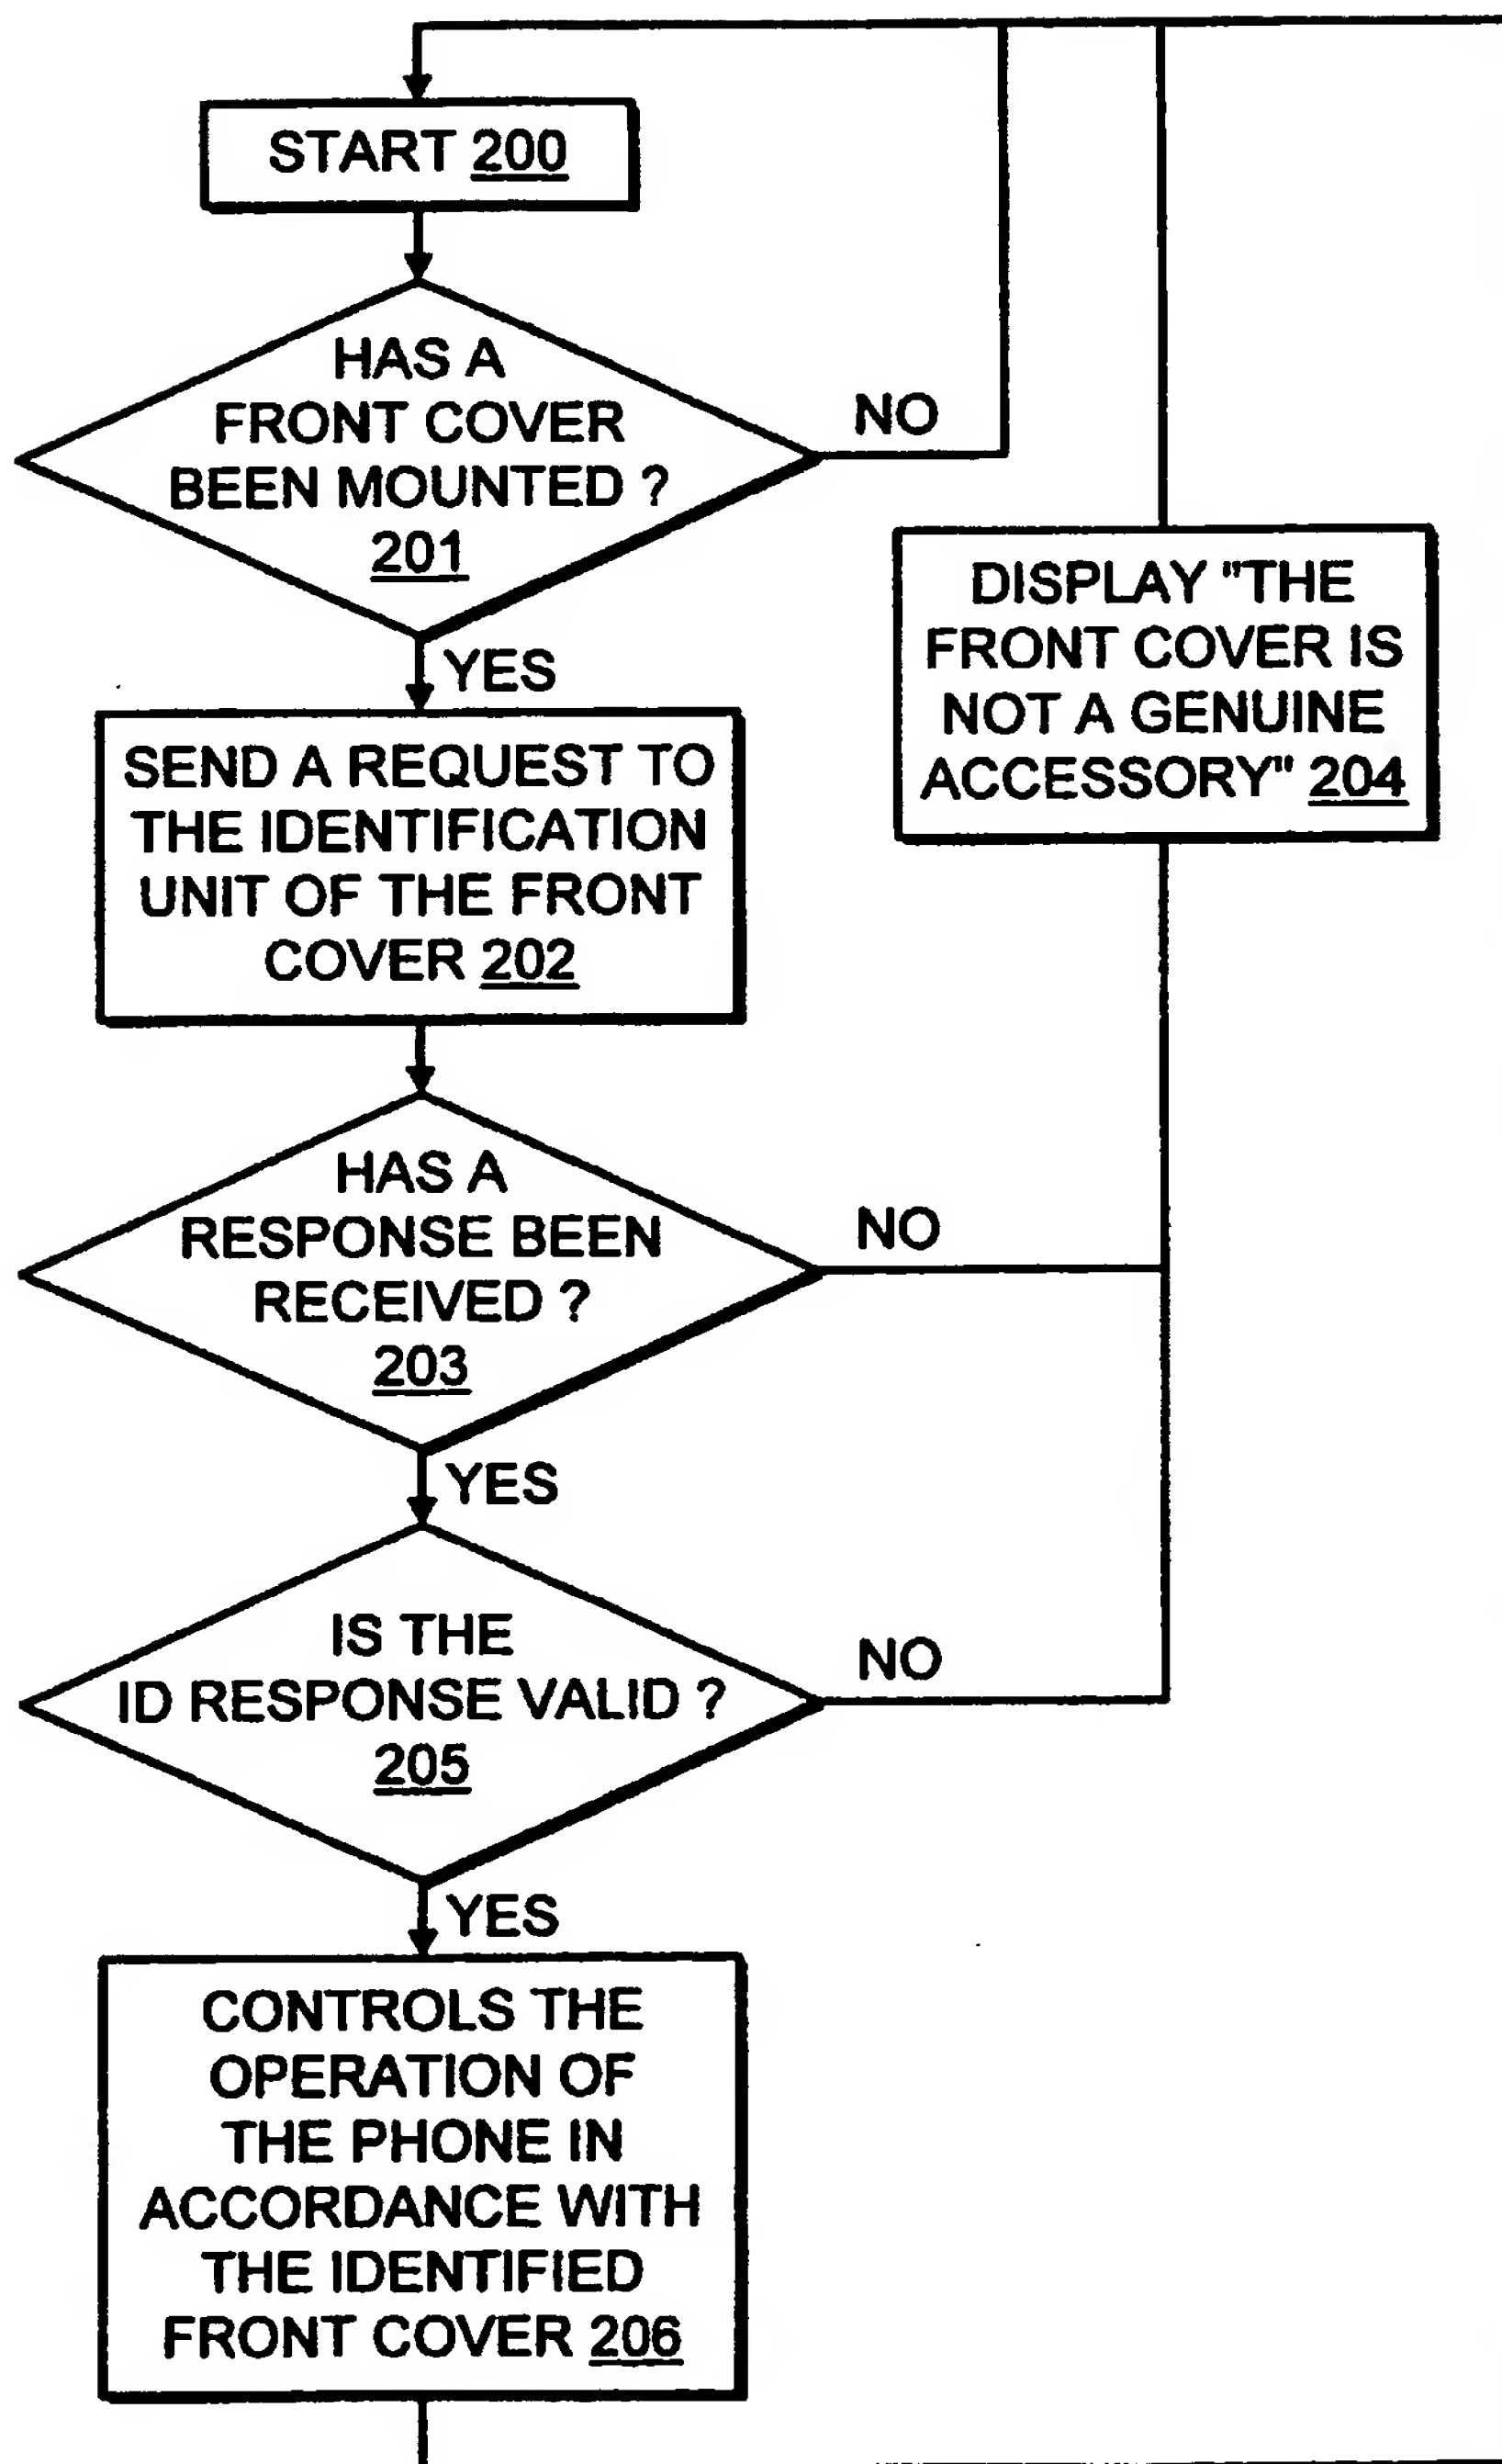 START 200
HAS A
FRONT COVER
BEEN MOUNTED ?
201
NO
YES
DISPLAY "THE
FRONT COVER IS
NOT A GENUINE
ACCESSORY" 204
SEND A REQUEST TO
THE IDENTIFICATION
UNIT OF THE FRONT
COVER 202
HAS A
RESPONSE BEEN
RECEIVED ?
203
NO
YES
IS THE
ID RESPONSE VALID ?
205
NO
YES
CONTROLS THE
OPERATION OF
THE PHONE IN
ACCORDANCE WITH
THE IDENTIFIED
FRONT COVER 206